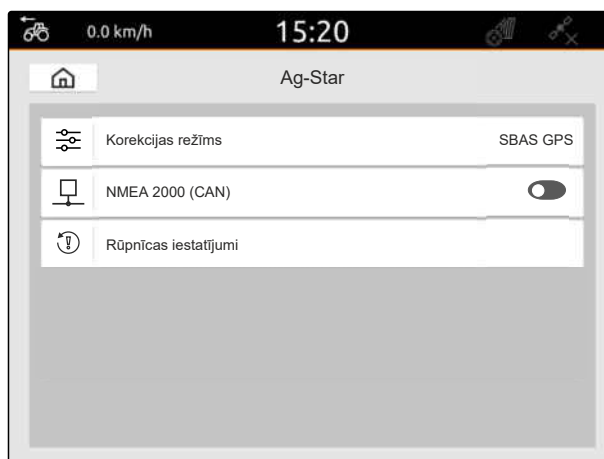 0.0 km/h 15:20
Ag-Star
Korekcijas režīms SBAS GPS
NMEA 2000 (CAN)
Rūpnīcas iestatījumi